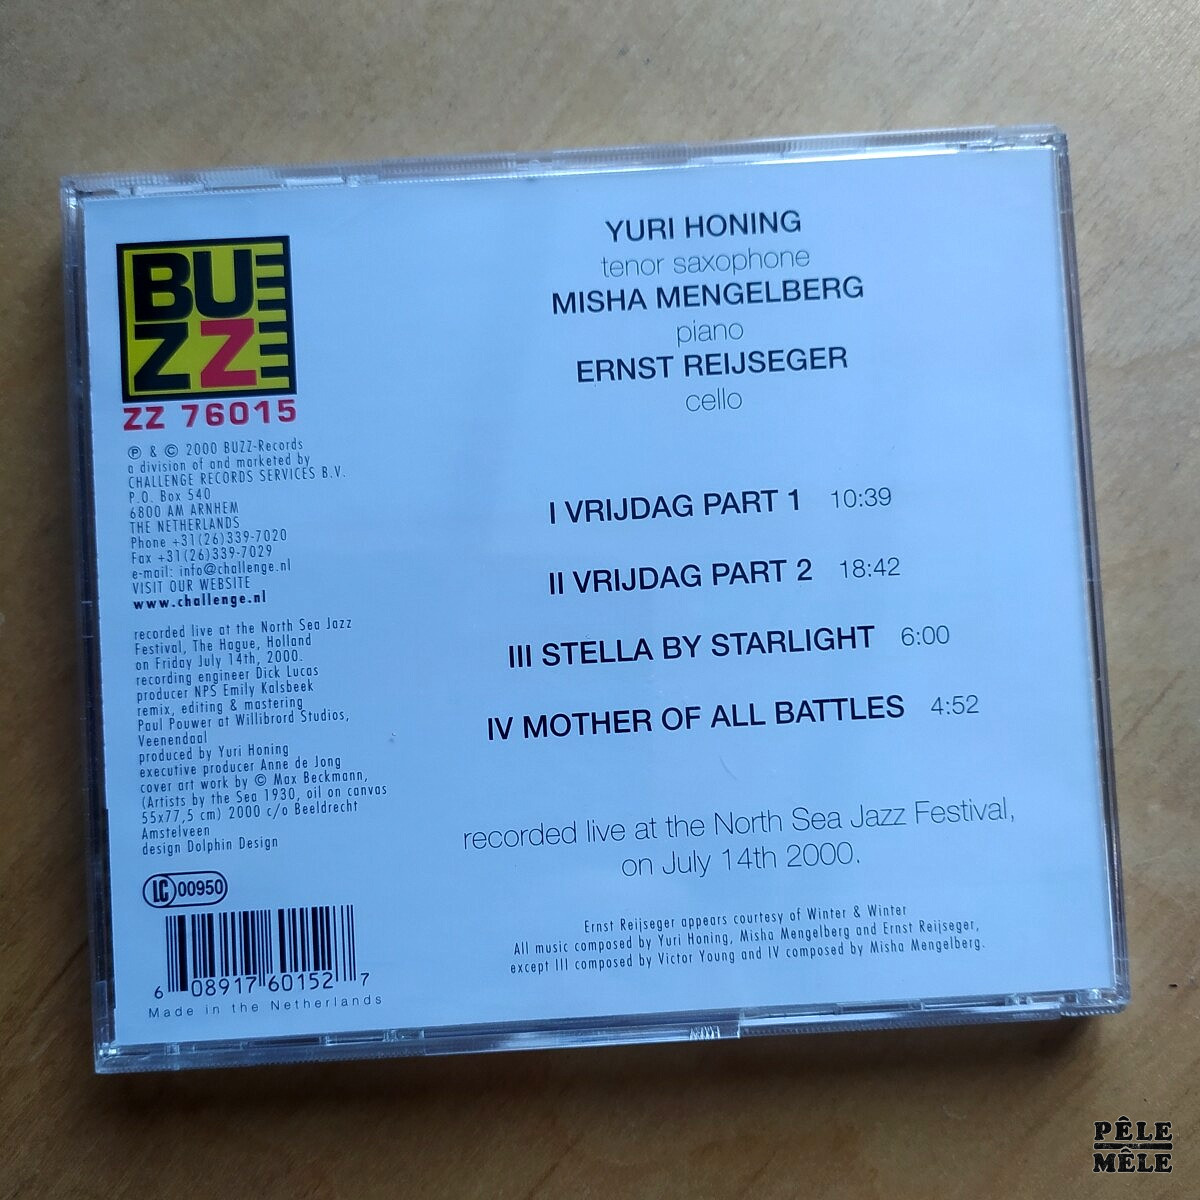 YURI HONING
tenor saxophone
MISHA MENGELBERG
piano
ERNST REIJSEGER
cello
I VRIJDAG PART 1 10:39
II VRIJDAG PART 2 18:42
III STELLA BY STARLIGHT 6:00
IV MOTHER OF ALL BATTLES 4:52
recorded live at the North Sea Jazz Festival,
on July 14th 2000.
Ernst Reijseger appears courtesy of Winter & Winter
All music composed by Yuri Honing, Misha Mengelberg and Ernst Reijseger,
except III composed by Victor Young and IV composed by Misha Mengelberg.
BU
ZZ
ZZ 76015
℗ & © 2000 BUZZ-Records
a division of and marketed by
CHALLENGE RECORDS SERVICES B.V.
P.O. Box 540
6800 AM ARNHEM
THE NETHERLANDS
Phone +31(26)339-7020
Fax +31(26)339-7029
e-mail: info@challenge.nl
VISIT OUR WEBSITE
www.challenge.nl
recorded live at the North Sea Jazz
Festival, The Hague, Holland
on Friday July 14th, 2000.
recording engineer Dick Lucas
producer NPS Emily Kalsbeek
remix, editing & mastering
Paul Pouwer at Willibrord Studios,
Veenendaal
produced by Yuri Honing
executive producer Anne de Jong
cover art work by © Max Beckmann,
(Artists by the Sea 1930, oil on canvas
55x77,5 cm) 2000 c/o Beeldrecht
Amstelveen
design Dolphin Design
LC 00950
6 08917 60152 7
Made in the Netherlands
PÊLE
MÊLE